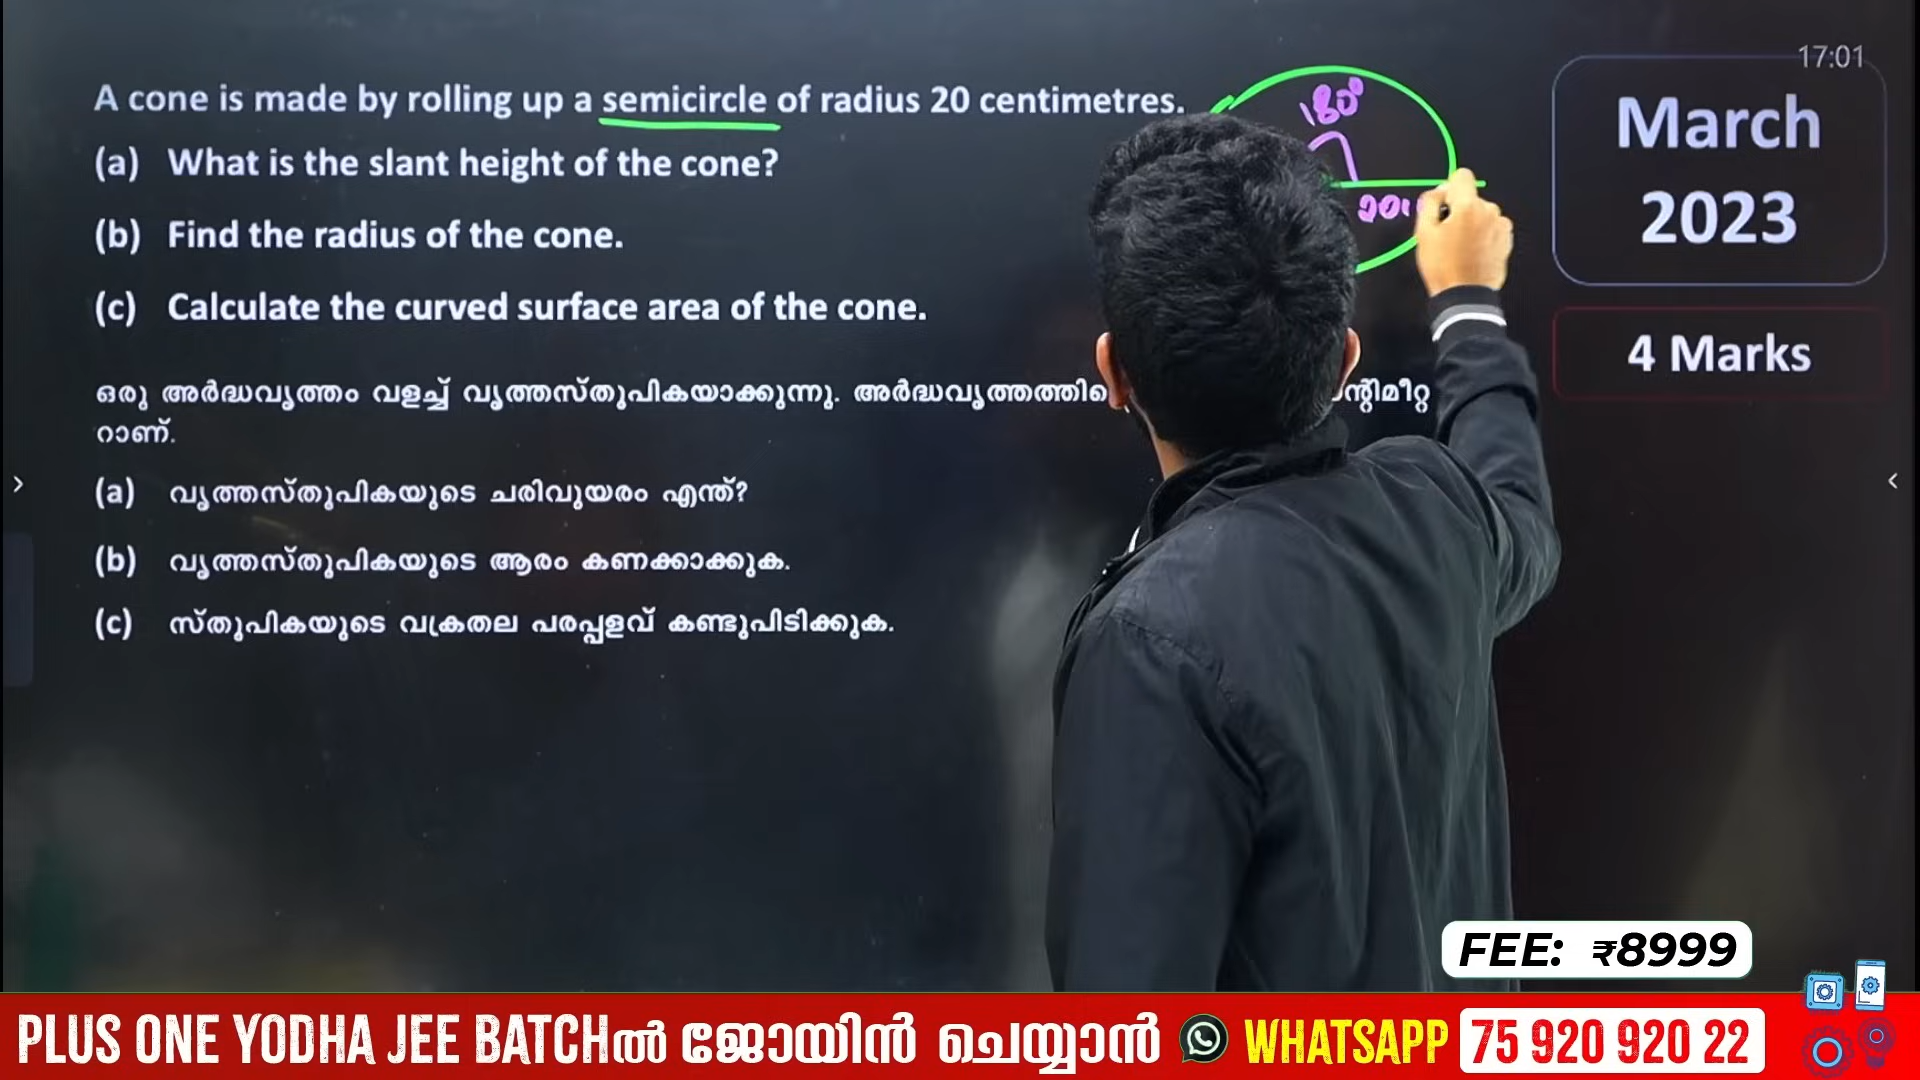 17:01
A cone is made by rolling up a semicircle of radius 20 centimetres.
(a) What is the slant height of the cone?
(b) Find the radius of the cone.
(c) Calculate the curved surface area of the cone.
180°
March
2023
4 Marks
ഒരു അർദ്ധവൃത്തം വളച്ച് വൃത്തസ്തൂപികയാക്കുന്നു.
റാണ്.
(a) വൃത്തസ്തൂപികയുടെ ചരിവുയരം എന്ത്?
(b) വൃത്തസ്തൂപികയുടെ ആരം കണക്കാക്കുക.
(c) സ്തൂപികയുടെ വക്രതല പരപ്പളവ് കണ്ടുപിടിക്കുക.
FEE: ₹8999
PLUS ONE YODHA JEE BATCHൽ ജോയിൻ ചെയ്യാൻ WHATSAPP 75 920 920 22